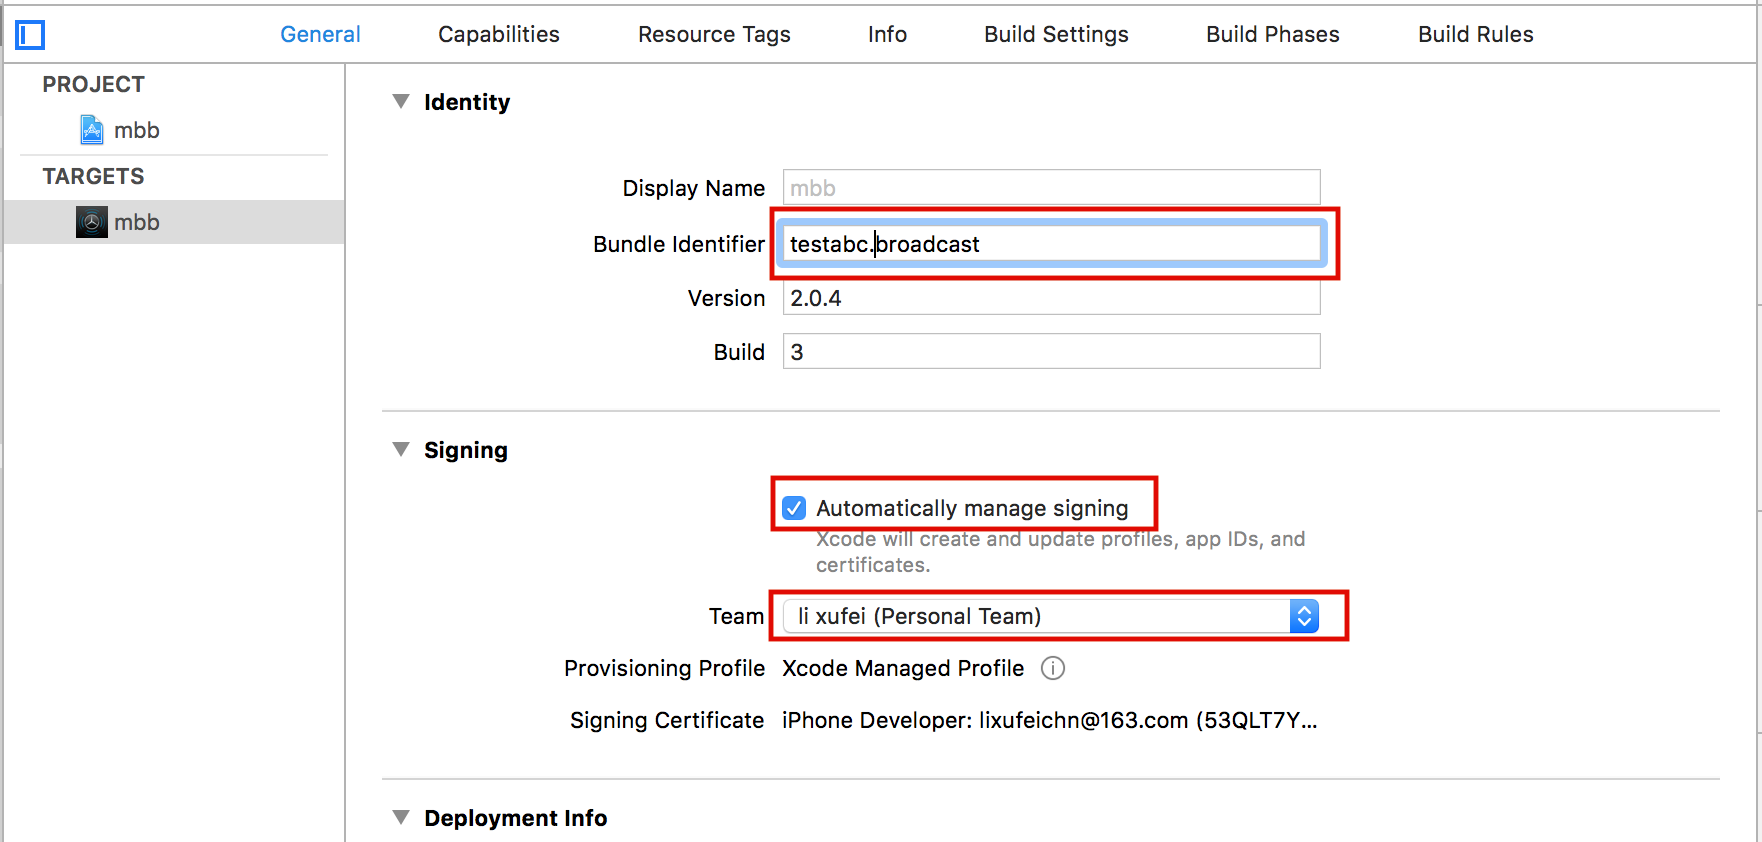 General Capabilities Resource Tags Info Build Settings Build Phases Build Rules
PROJECT
mbb
TARGETS
mbb
Identity
Display Name mbb
Bundle Identifier testabc.broadcast
Version 2.0.4
Build 3
Signing
Automatically manage signing
Xcode will create and update profiles, app IDs, and
certificates.
Team li xufei (Personal Team)
Provisioning Profile Xcode Managed Profile
Signing Certificate iPhone Developer: lixufeichn@163.com (53QLT7Y...
Deployment Info